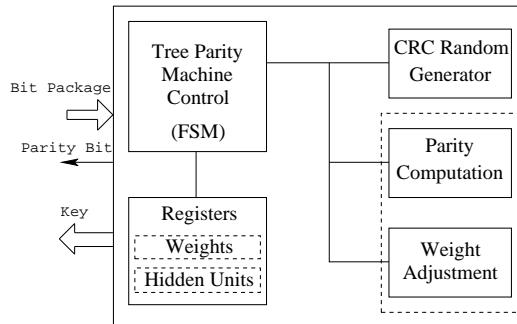 Tree Parity
Machine
Control
(FSM)
CRC Random
Generator
Bit Package
Parity Bit
Key
Parity
Computation
Registers
Weights
Hidden Units
Weight
Adjustment